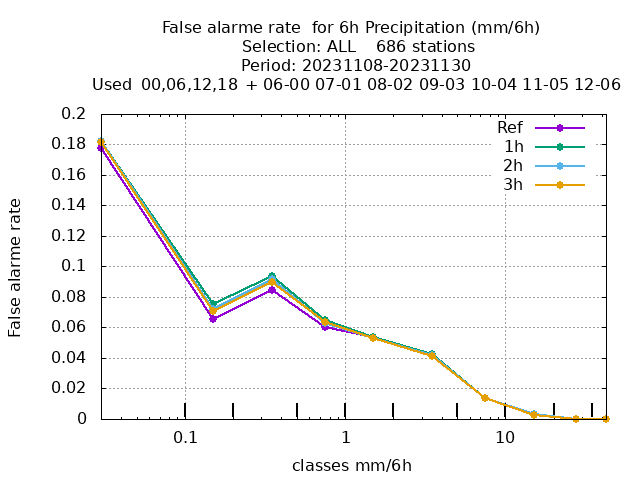 False alarme rate  for 6h Precipitation (mm/6h)
Selection: ALL    686 stations
Period: 20231108-20231130
Used  00,06,12,18  + 06-00 07-01 08-02 09-03 10-04 11-05 12-06
Ref
1h
2h
3h
0.2
0.18
0.16
0.14
0.12
0.1
0.08
0.06
0.04
0.02
0
False alarme rate
0.1
1
10
classes mm/6h